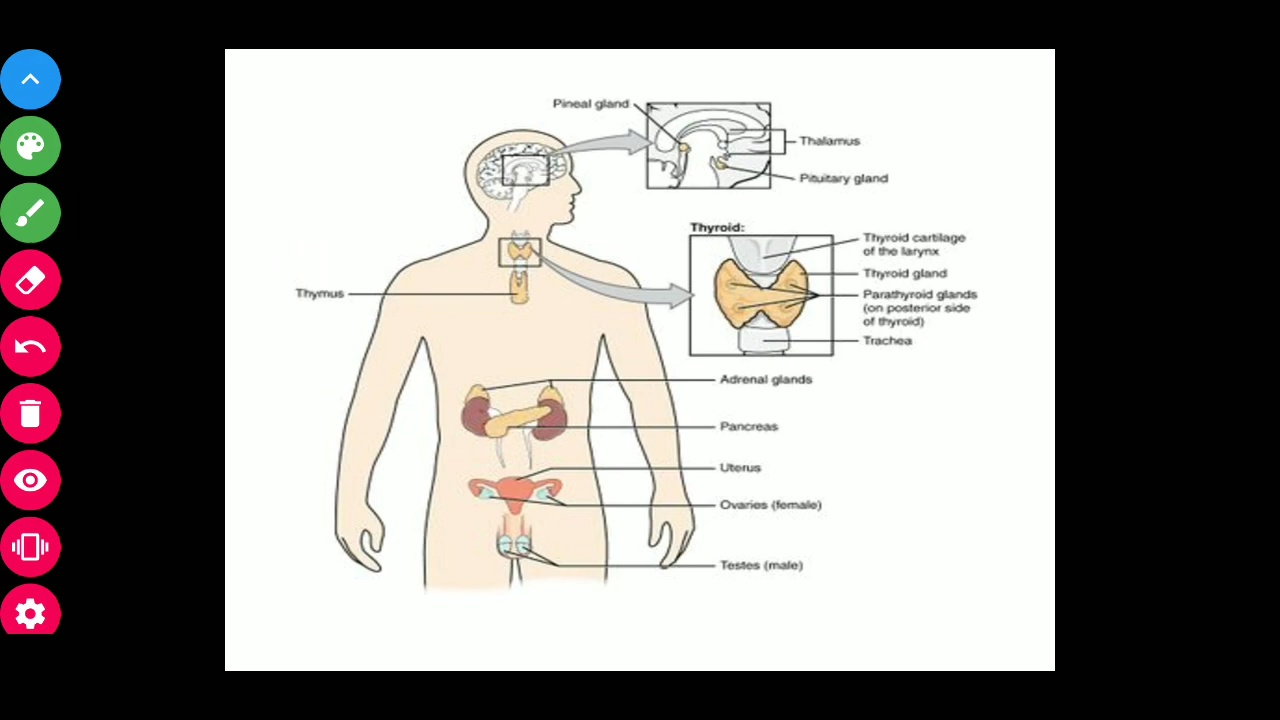 Pineal gland
Thalamus
Pituitary gland
Thyroid:
Thyroid cartilage
of the larynx
Thyroid gland
Parathyroid glands
(on posterior side
of thyroid)
Trachea
Thymus
Adrenal glands
Pancreas
Uterus
Ovaries (female)
Testes (male)